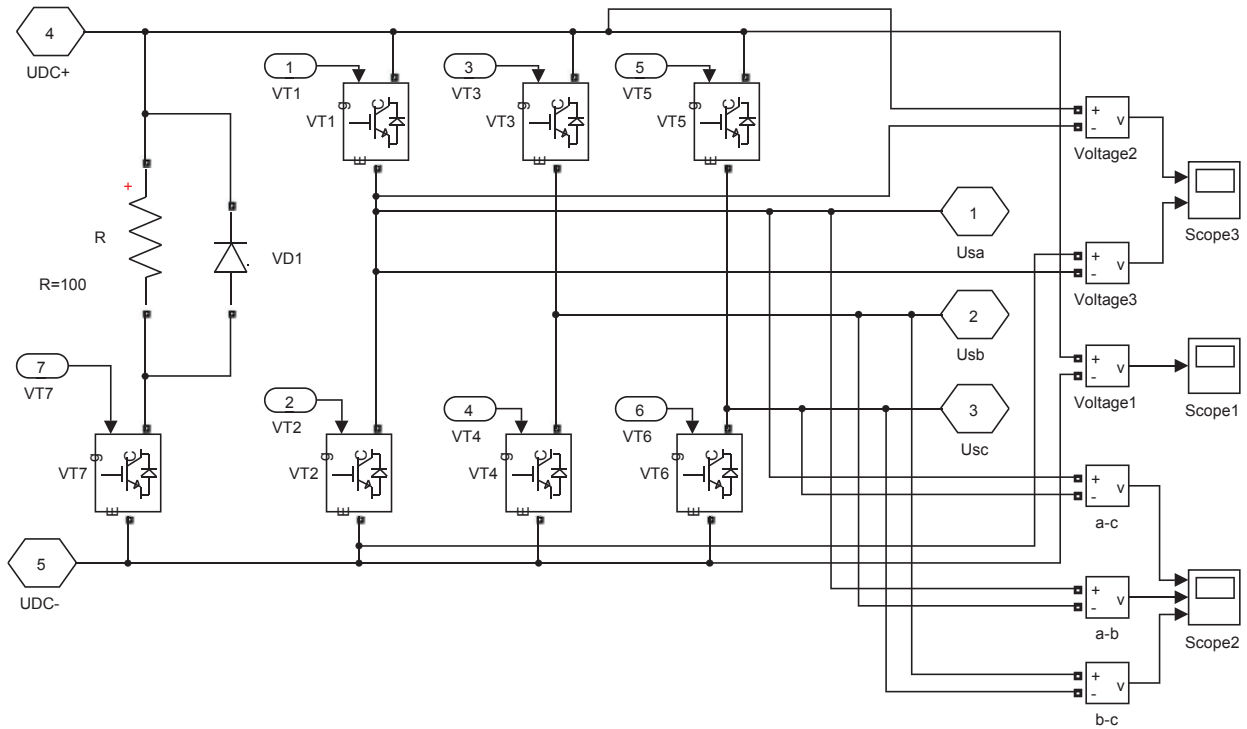 4
UDC+
1
VT1
3
VT3
5
VT5
g
C
E
VT1
g
C
E
VT3
g
C
E
VT5
+
-
v
Voltage2
Scope3
+
R
R=100
VD1
1
Usa
+
-
v
Voltage3
2
Usb
7
VT7
+
-
v
Voltage1
Scope1
2
VT2
4
VT4
6
VT6
3
Usc
g
C
E
VT7
g
C
E
VT2
g
C
E
VT4
g
C
E
VT6
+
-
v
a-c
5
UDC-
+
-
v
a-b
Scope2
+
-
v
b-c